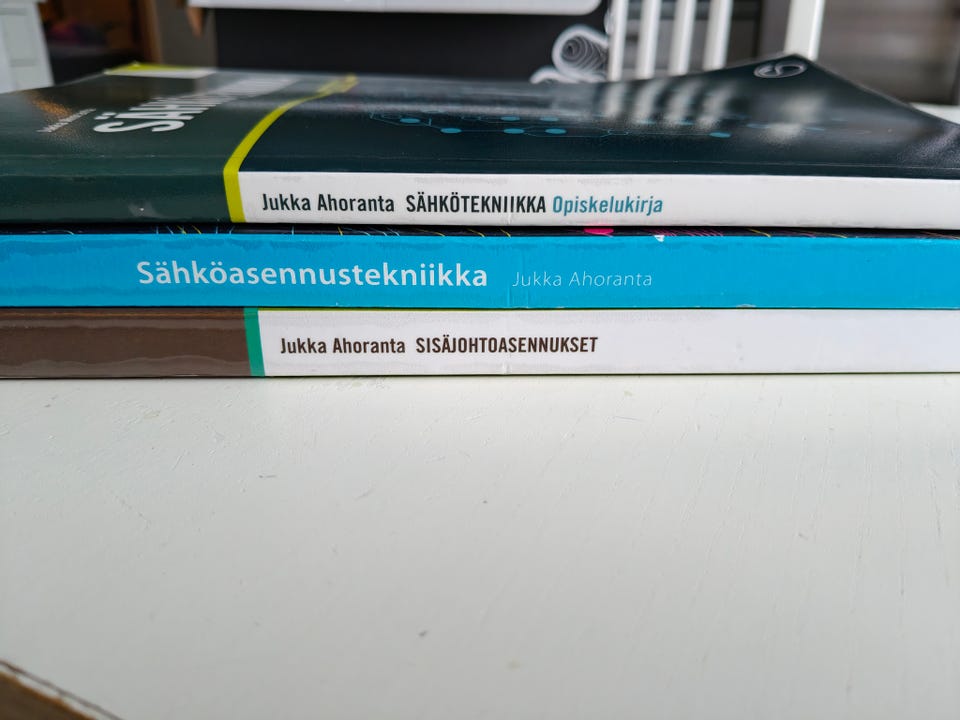 Jukka Ahoranta SÄHKÖTEKNIIKKA Opiskelukirja
Sähköasennustekniikka Jukka Ahoranta
Jukka Ahoranta SISÄJOHTOASENNUKSET